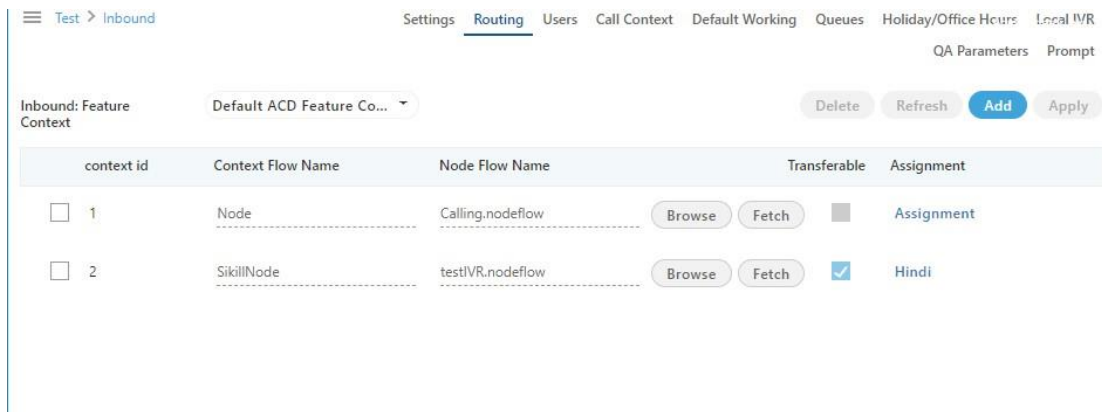 Test > Inbound
Settings Routing Users Call Context Default Working Queues Holiday/Office Hours Local IVR
QA Parameters Prompt
Inbound: Feature
Context
Default ACD Feature Co...
Delete Refresh Add Apply
context id Context Flow Name Node Flow Name Transferable Assignment
1 Node Calling.nodeflow Browse Fetch Assignment
2 SikillNode testIVR.nodeflow Browse Fetch Hindi